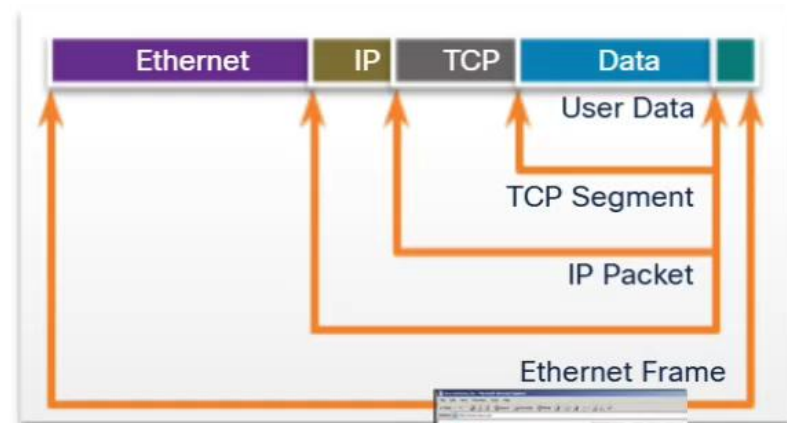 Ethernet IP TCP Data
User Data
TCP Segment
IP Packet
Ethernet Frame